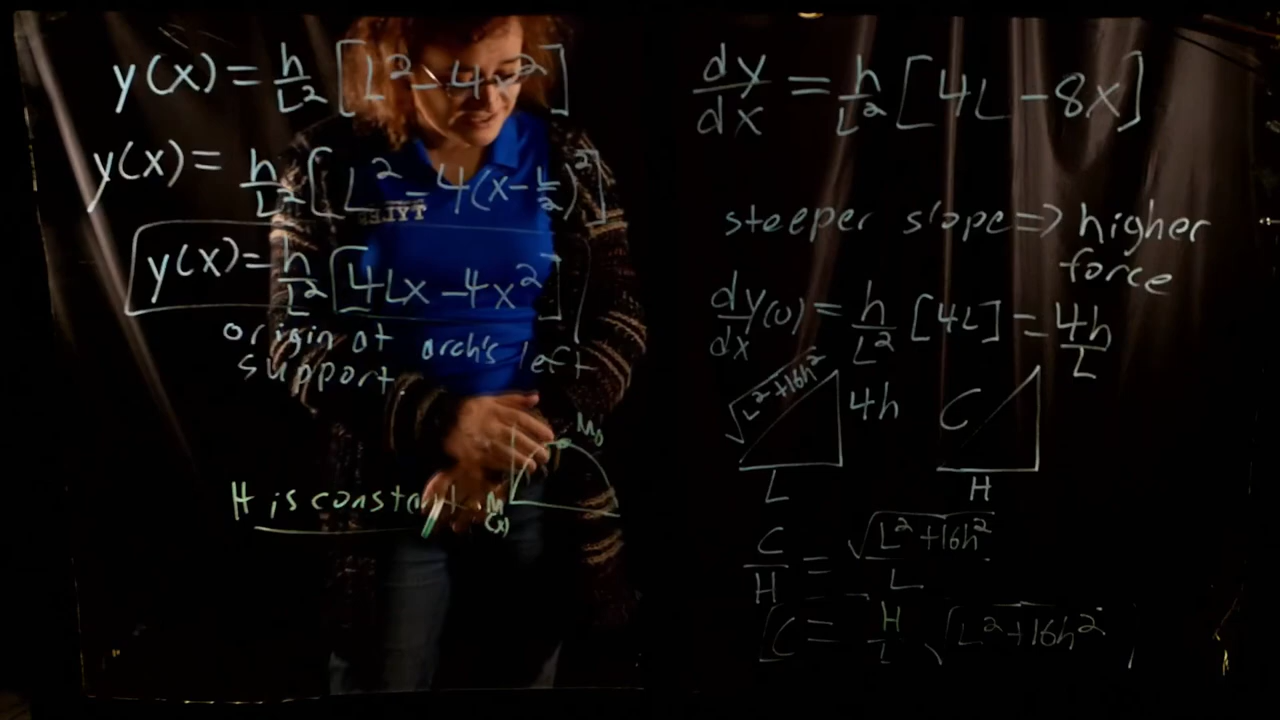 y(x) = h/L² [L² - 4x²]
y(x) = h/L² [L² - 4(x - L/2)²]
y(x) = h/L² [4Lx - 4x²]
origin at arch's left
support
H is constant
M₀
M(x)
dy/dx = h/L² [4L - 8x]
steeper slope => higher
force
dy/dx (0) = h/L² [4L] = 4h/L
√L² + 16h²
4h
L
C
H
C/H = √L² + 16h² / L
C = H/L √L² + 16h²